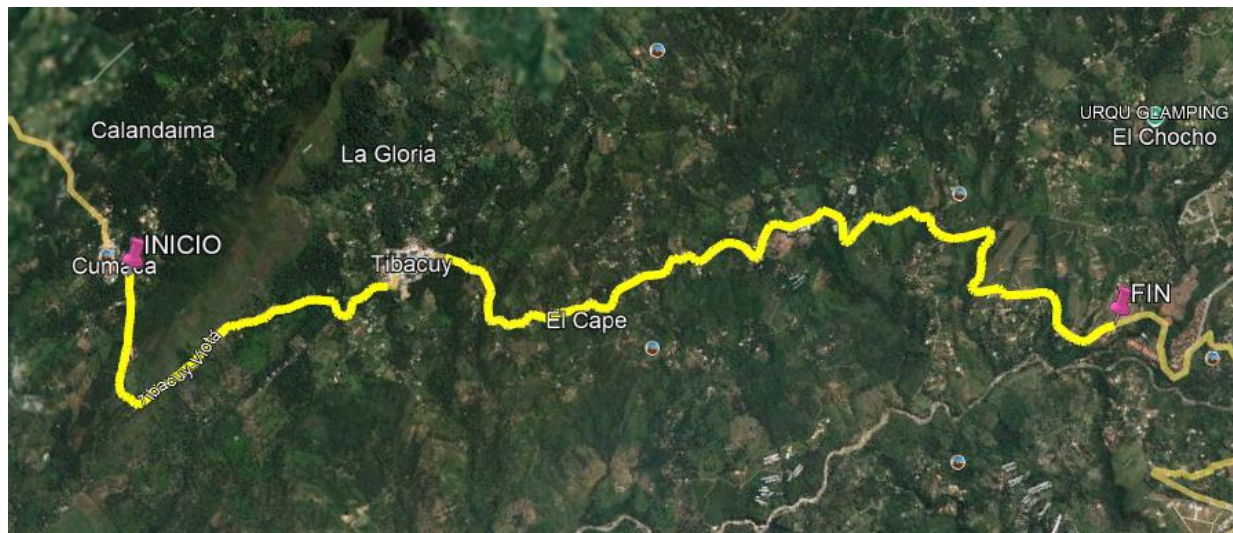 URQU GLAMPING
El Chocho
Calandaima
La Gloria
INICIO
Cumaca
Tibacuy
FIN
El Cape
Tibacuy Viotá